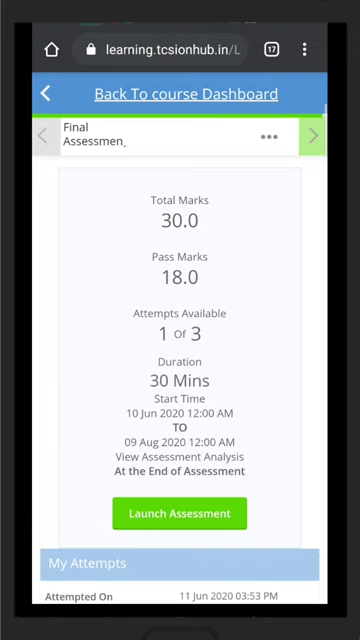 learning.tcsionhub.in/L
17
Back To course Dashboard
Final
Assessmen
Total Marks
30.0
Pass Marks
18.0
Attempts Available
1 Of 3
Duration
30 Mins
Start Time
10 Jun 2020 12:00 AM
TO
09 Aug 2020 12:00 AM
View Assessment Analysis
At the End of Assessment
Launch Assessment
My Attempts
Attempted On 11 Jun 2020 03:53 PM